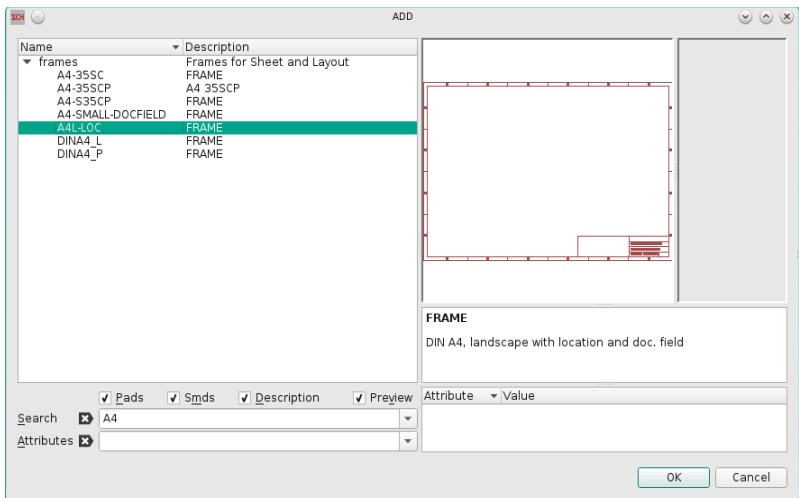 SCH
ADD
Name Description
frames Frames for Sheet and Layout
A4-35SC FRAME
A4-35SCP A4 35SCP
A4-S35CP FRAME
A4-SMALL-DOCFIELD FRAME
A4L-LOC FRAME
DINA4_L FRAME
DINA4_P FRAME
FRAME
DIN A4, landscape with location and doc. field
Pads Smds Description Preview
Attribute Value
Search A4
Attributes
OK Cancel